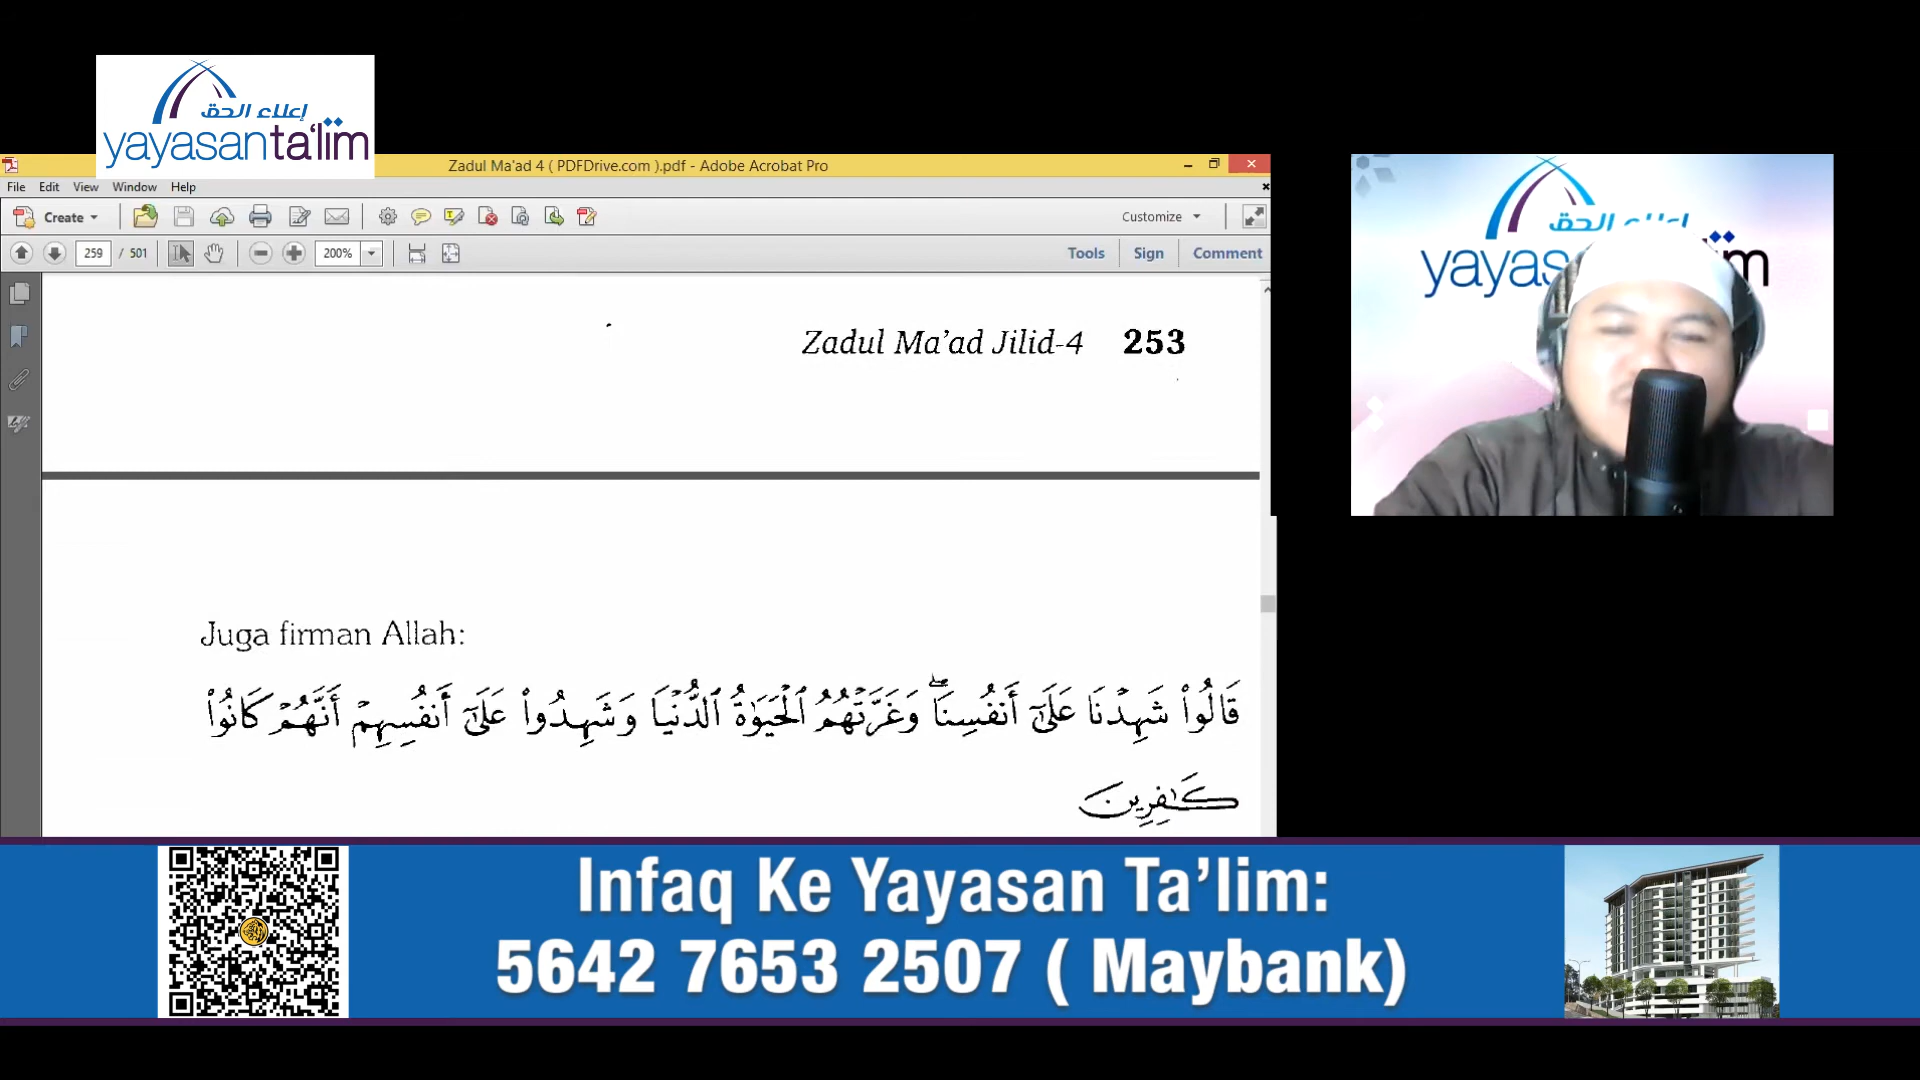 إعلاء الحق
yayasanta'lim
Zadul Ma'ad 4 ( PDFDrive.com ).pdf - Adobe Acrobat Pro
File Edit View Window Help
Create
Customize
259 / 501
200%
Tools Sign Comment
Zadul Ma'ad Jilid-4 253
Juga firman Allah:
قَالُوا۟ شَهِدْنَا عَلَىٰٓ أَنفُسِنَا ۖ وَغَرَّتْهُمُ ٱلْحَيَوٰةُ ٱلدُّنْيَا وَشَهِدُوا۟ عَلَىٰٓ أَنفُسِهِمْ أَنَّهُمْ كَانُوا۟
كَـٰفِرِينَ
الحق
yayas m
Infaq Ke Yayasan Ta'lim:
5642 7653 2507 ( Maybank)